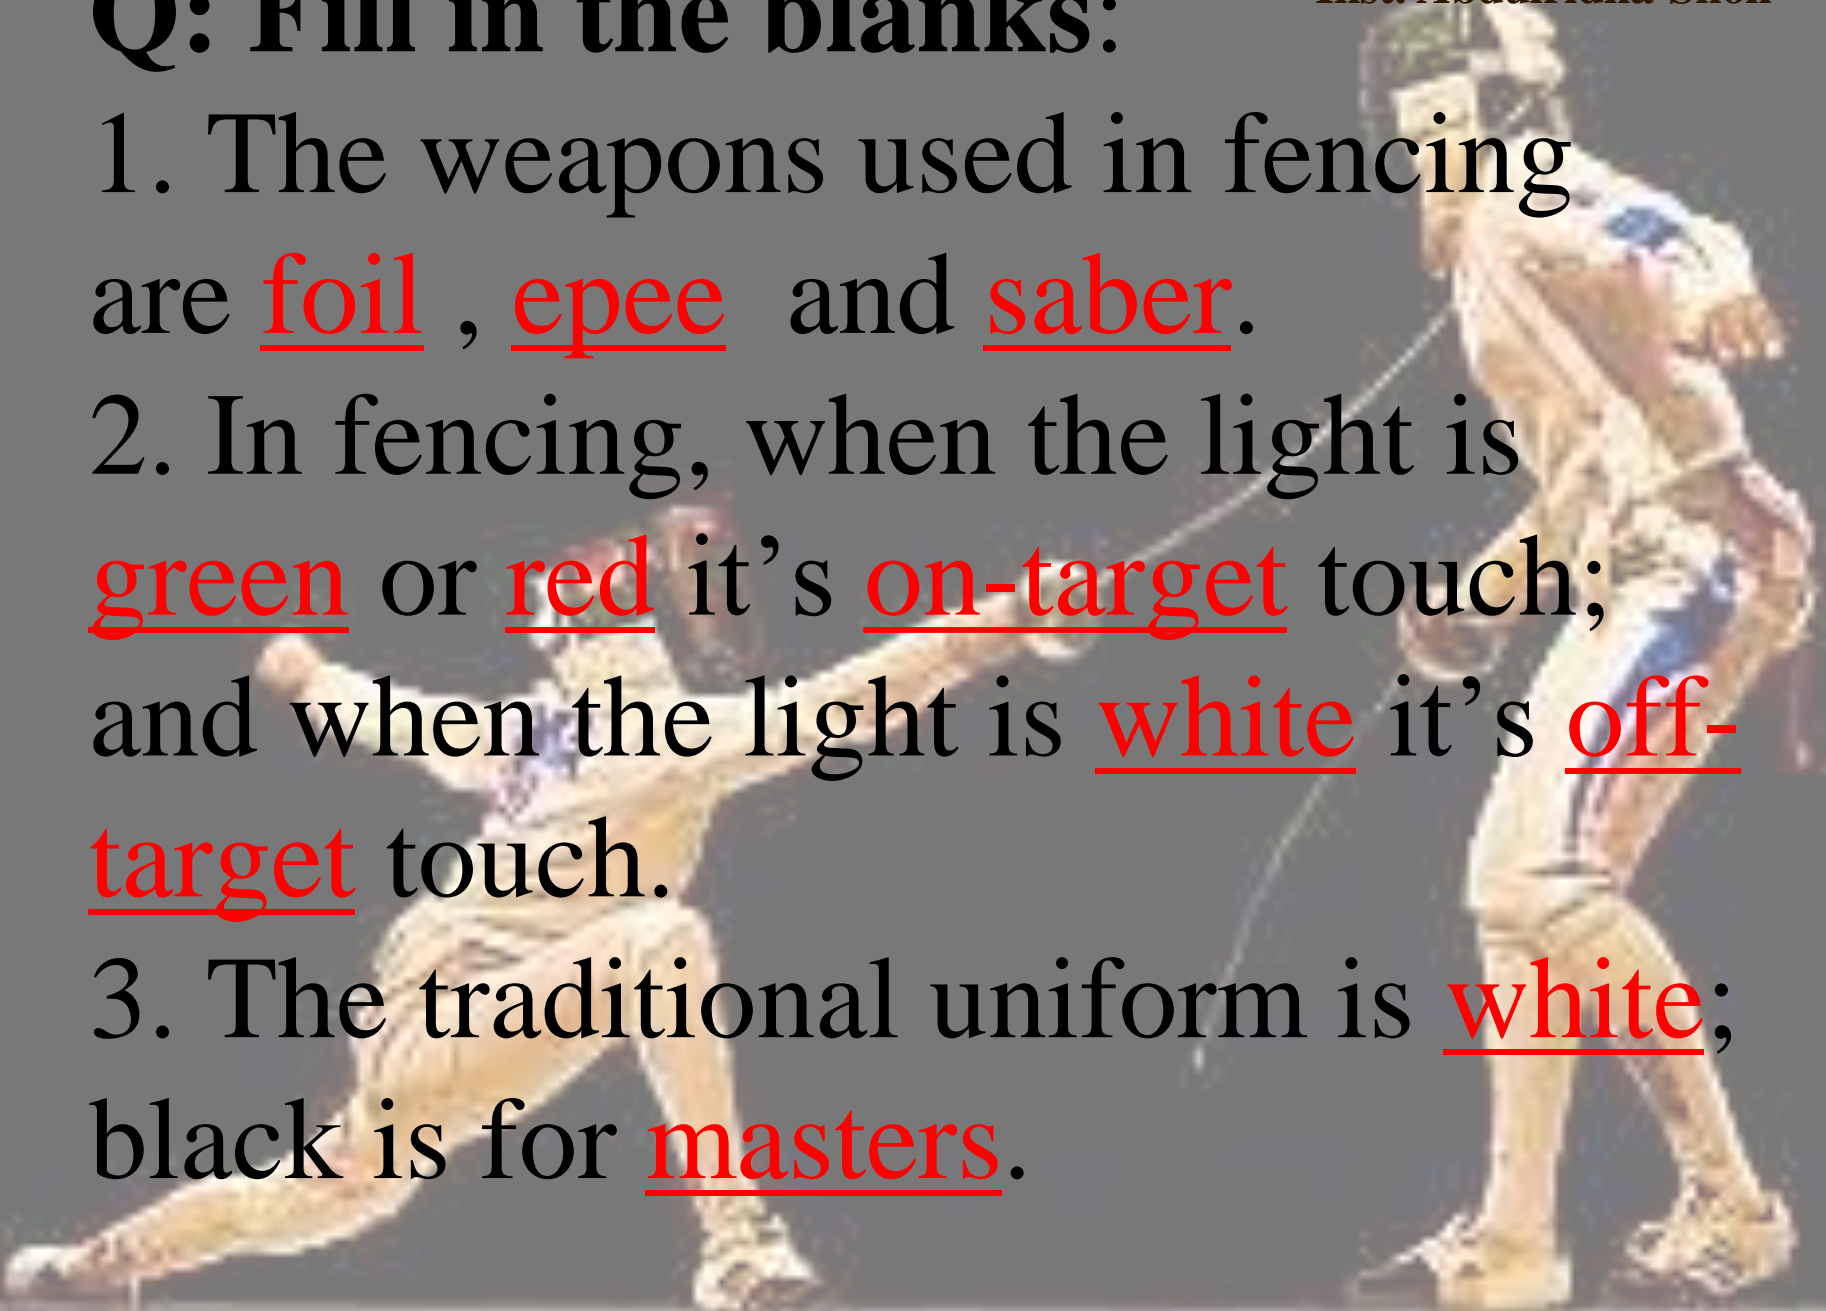 Q: Fill in the blanks:
1. The weapons used in fencing
are foil , epee and saber.
2. In fencing, when the light is
green or red it’s on-target touch;
and when the light is white it’s off-
target touch.
3. The traditional uniform is white;
black is for masters.